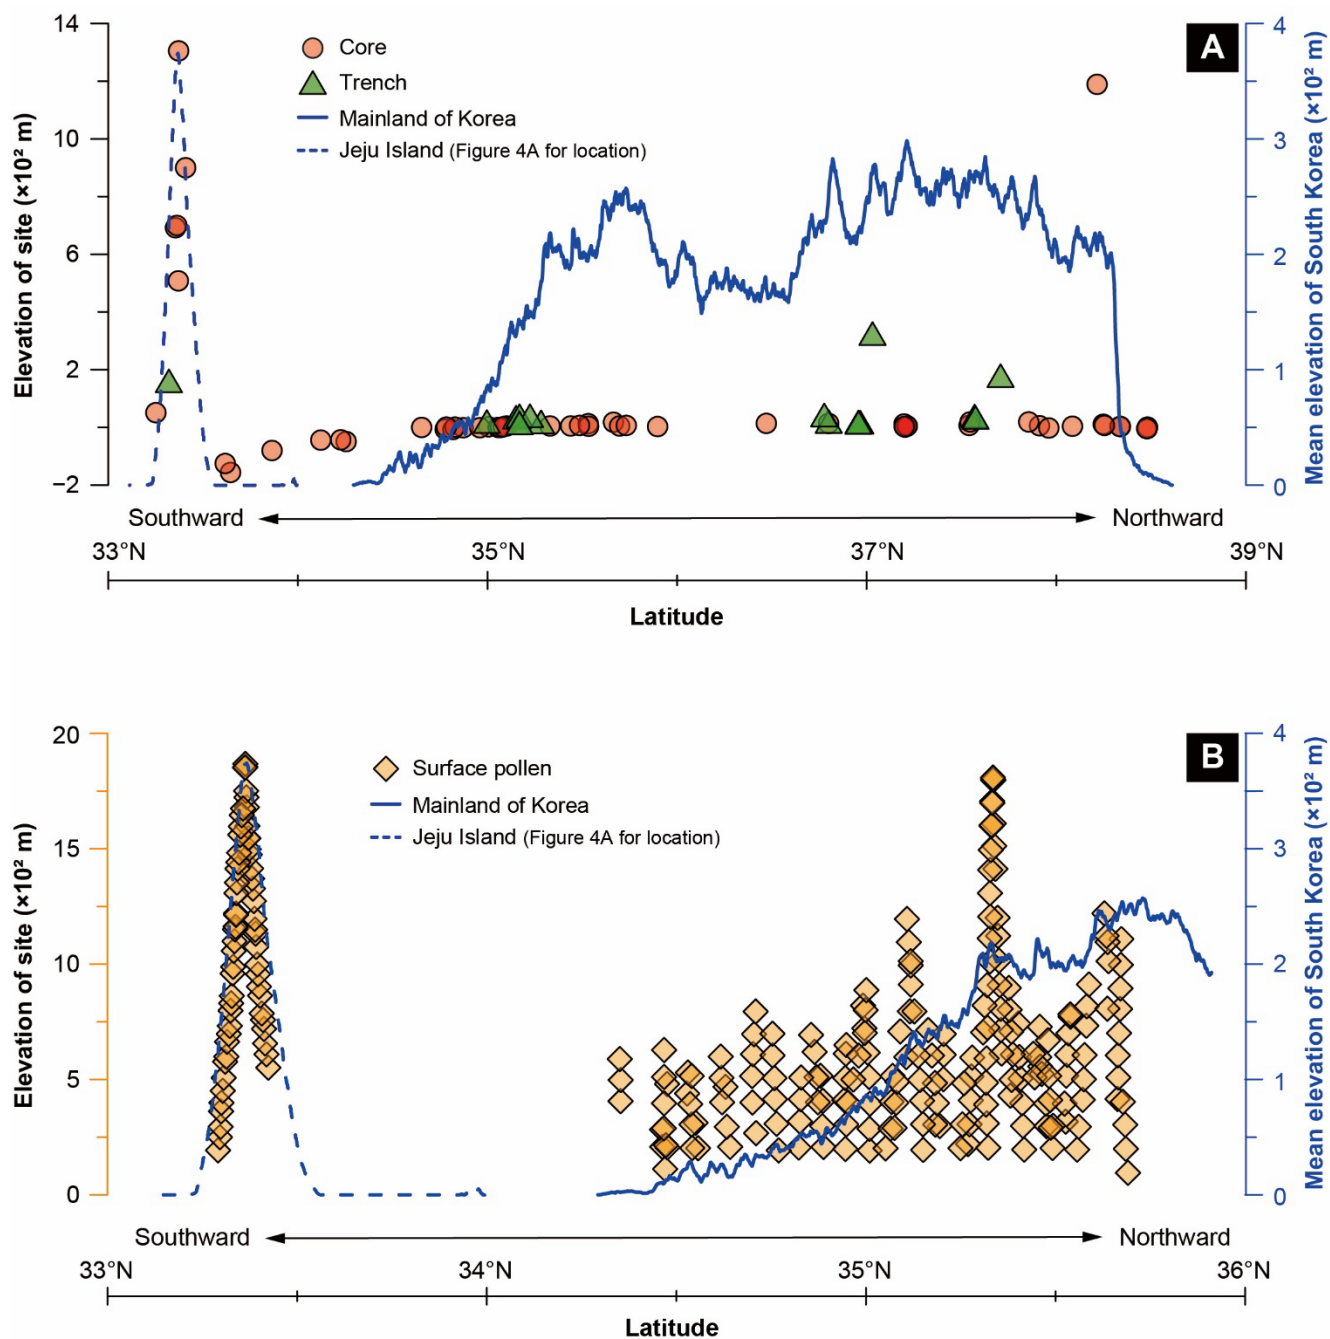 A
Core
Trench
Mainland of Korea
Jeju Island (Figure 4A for location)
Elevation of site (×10² m)
14
10
6
2
−2
Mean elevation of South Korea (×10² m)
4
3
2
1
0
Southward
Northward
33°N
35°N
37°N
39°N
Latitude
B
Surface pollen
Mainland of Korea
Jeju Island (Figure 4A for location)
Elevation of site (×10² m)
20
15
10
5
0
Mean elevation of South Korea (×10² m)
4
3
2
1
0
Southward
Northward
33°N
34°N
35°N
36°N
Latitude